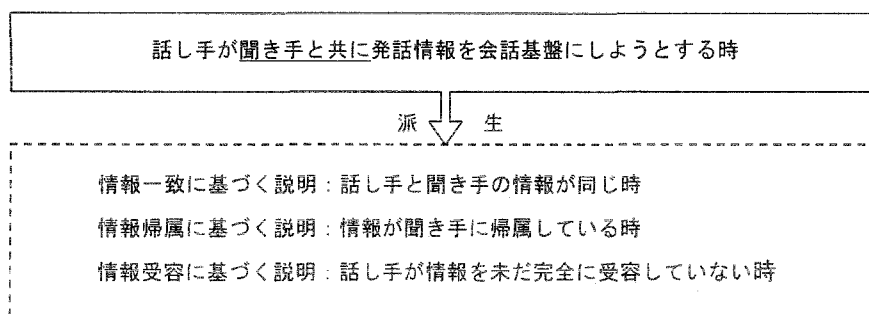 話し手が聞き手と共に発話情報を会話基盤にしようとする時
派生
情報一致に基づく説明：話し手と聞き手の情報が同じ時
情報帰属に基づく説明：情報が聞き手に帰属している時
情報受容に基づく説明：話し手が情報を未だ完全に受容していない時